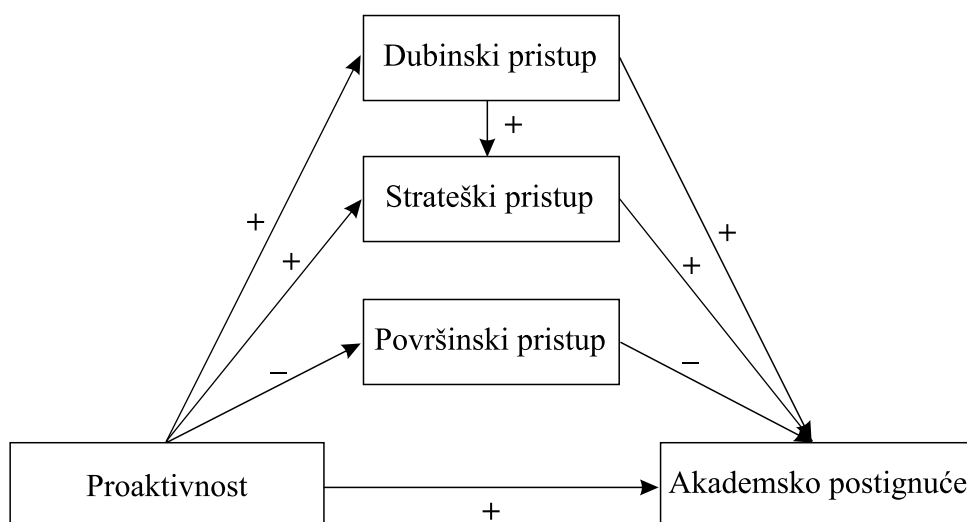 Dubinski pristup
+
Strateški pristup
+
+
+
+
Površinski pristup
–
–
Proaktivnost
Akademsko postignuće
+